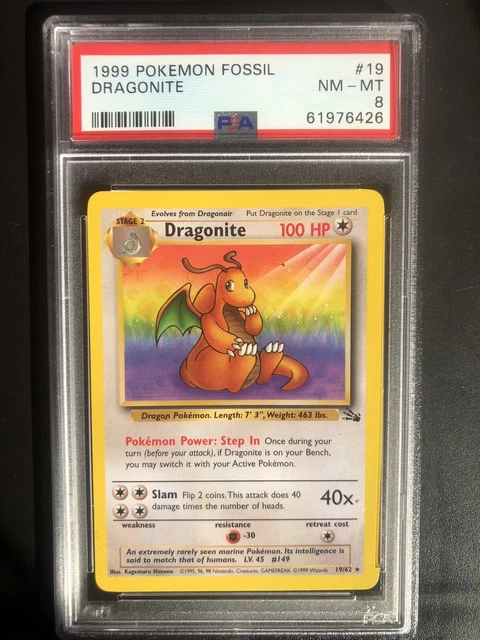 1999 POKEMON FOSSIL #19
DRAGONITE NM – MT
8
PSA 61976426
Evolves from Dragonair Put Dragonite on the Stage 1 card
STAGE 2
Dragonite 100 HP
Dragon Pokémon. Length: 7' 3", Weight: 463 lbs.
Pokémon Power: Step In Once during your
turn (before your attack), if Dragonite is on your Bench,
you may switch it with your Active Pokémon.
Slam Flip 2 coins. This attack does 40
damage times the number of heads. 40x
weakness resistance retreat cost
-30
An extremely rarely seen marine Pokémon. Its intelligence is
said to match that of humans. LV. 45 #149
Illus. Kagemaru Himeno ©1995, 96, 98 Nintendo, Creatures, GAMEFREAK. ©1999 Wizards. 19/62 ★